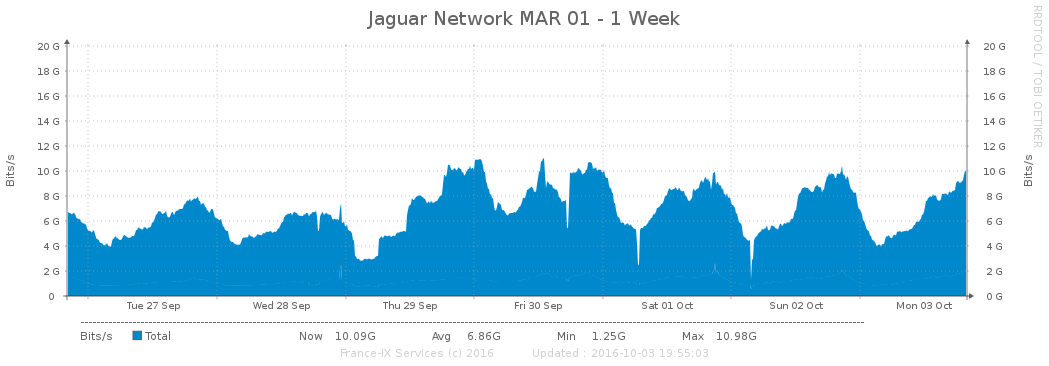 Jaguar Network MAR 01 - 1 Week
RRDTOOL / TOBI OETIKER
Bits/s
Bits/s
20 G 20 G
18 G 18 G
16 G 16 G
14 G 14 G
12 G 12 G
10 G 10 G
8 G 8 G
6 G 6 G
4 G 4 G
2 G 2 G
0 0 G
Tue 27 Sep Wed 28 Sep Thu 29 Sep Fri 30 Sep Sat 01 Oct Sun 02 Oct Mon 03 Oct
Bits/s Total Now 10.09G Avg 6.86G Min 1.25G Max 10.98G
France-IX Services (c) 2016 Updated : 2016-10-03 19:55:03